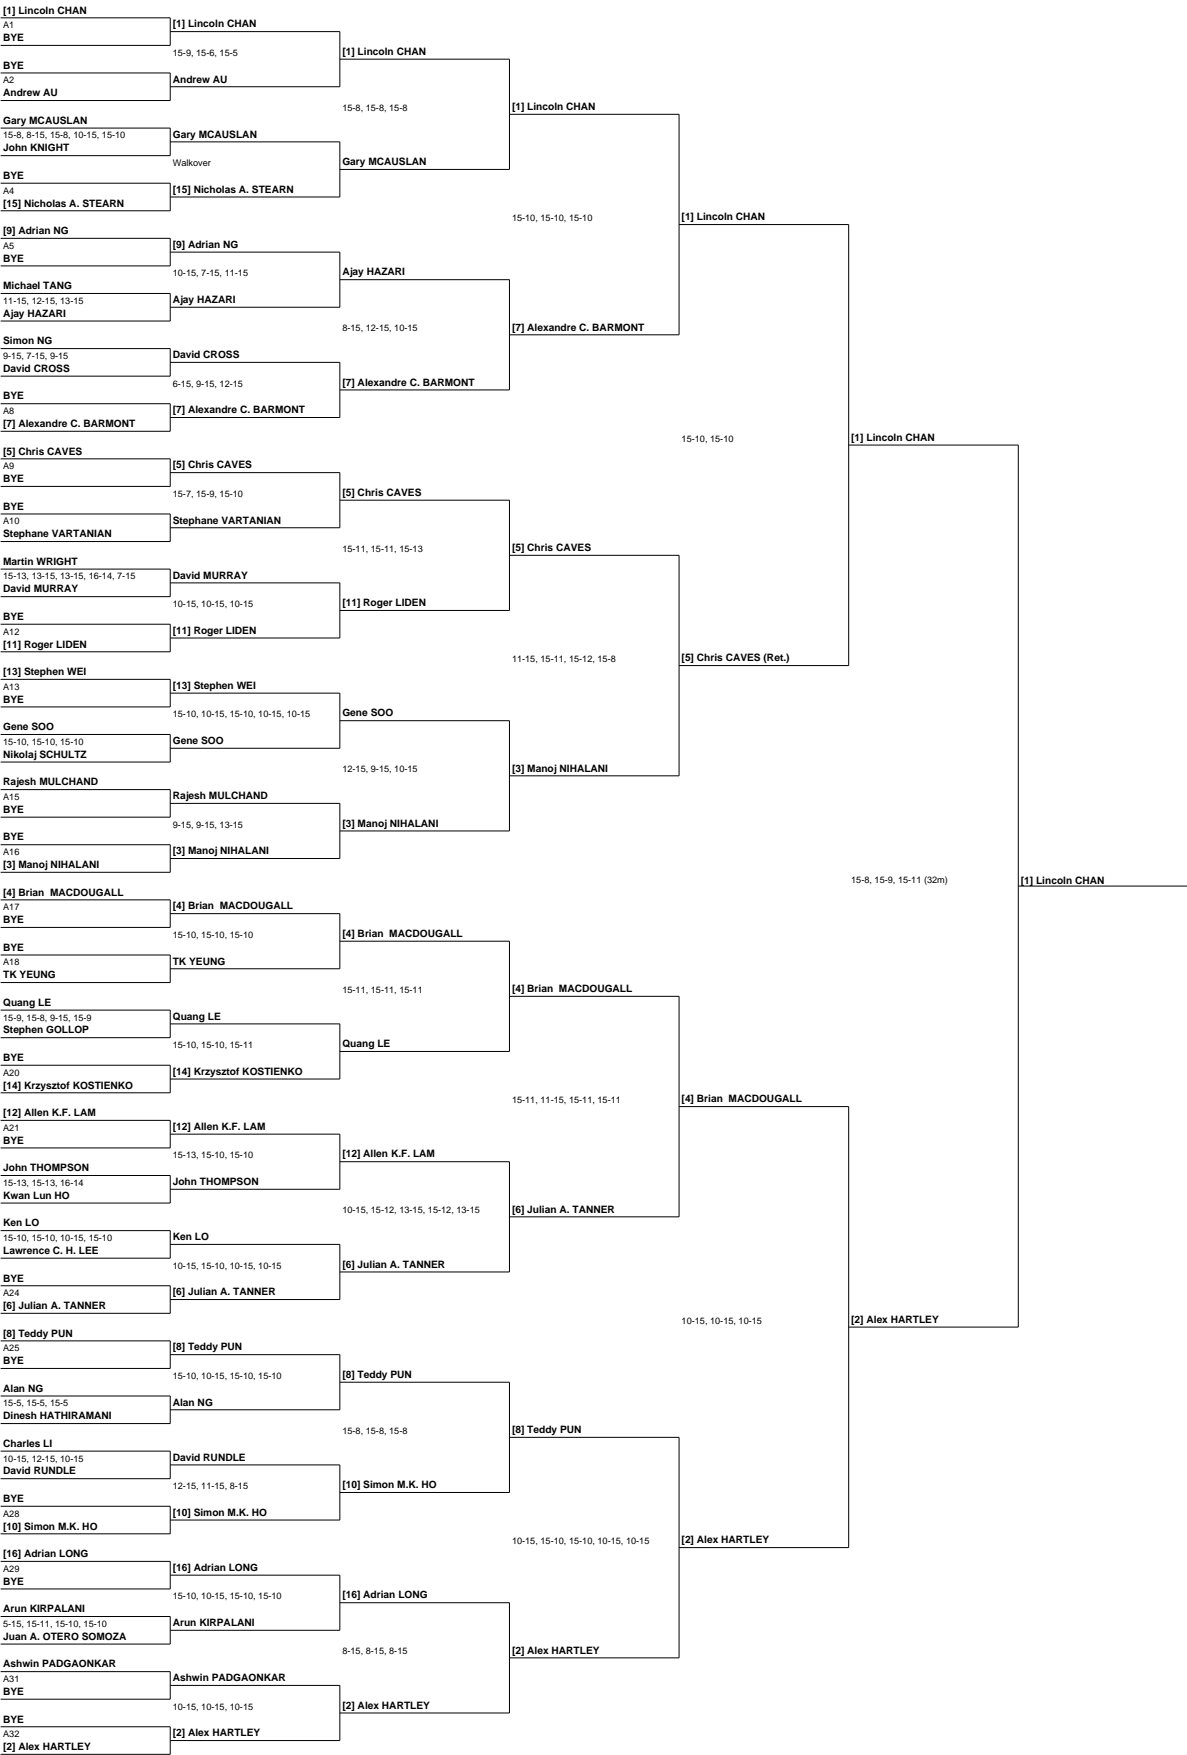 [1] Lincoln CHAN
A1
BYE
BYE
A2
Andrew AU
Gary MCAUSLAN
15-8, 8-15, 15-8, 10-15, 15-10
John KNIGHT
BYE
A4
[15] Nicholas A. STEARN
[9] Adrian NG
A5
BYE
Michael TANG
11-15, 12-15, 13-15
Ajay HAZARI
Simon NG
9-15, 7-15, 9-15
David CROSS
BYE
A8
[7] Alexandre C. BARMONT
[5] Chris CAVES
A9
BYE
BYE
A10
Stephane VARTANIAN
Martin WRIGHT
15-13, 13-15, 13-15, 16-14, 7-15
David MURRAY
BYE
A12
[11] Roger LIDEN
[13] Stephen WEI
A13
BYE
Gene SOO
15-10, 15-10, 15-10
Nikolaj SCHULTZ
Rajesh MULCHAND
A15
BYE
BYE
A16
[3] Manoj NIHALANI
[4] Brian  MACDOUGALL
A17
BYE
BYE
A18
TK YEUNG
Quang LE
15-9, 15-8, 9-15, 15-9
Stephen GOLLOP
BYE
A20
[14] Krzysztof KOSTIENKO
[12] Allen K.F. LAM
A21
BYE
John THOMPSON
15-13, 15-13, 16-14
Kwan Lun HO
Ken LO
15-10, 15-10, 10-15, 15-10
Lawrence C. H. LEE
BYE
A24
[6] Julian A. TANNER
[8] Teddy PUN
A25
BYE
Alan NG
15-5, 15-5, 15-5
Dinesh HATHIRAMANI
Charles LI
10-15, 12-15, 10-15
David RUNDLE
BYE
A28
[10] Simon M.K. HO
[16] Adrian LONG
A29
BYE
Arun KIRPALANI
5-15, 15-11, 15-10, 15-10
Juan A. OTERO SOMOZA
Ashwin PADGAONKAR
A31
BYE
BYE
A32
[2] Alex HARTLEY
[1] Lincoln CHAN
15-9, 15-6, 15-5
Andrew AU
Gary MCAUSLAN
Walkover
[15] Nicholas A. STEARN
[9] Adrian NG
10-15, 7-15, 11-15
Ajay HAZARI
David CROSS
6-15, 9-15, 12-15
[7] Alexandre C. BARMONT
[5] Chris CAVES
15-7, 15-9, 15-10
Stephane VARTANIAN
David MURRAY
10-15, 10-15, 10-15
[11] Roger LIDEN
[13] Stephen WEI
15-10, 10-15, 15-10, 10-15, 10-15
Gene SOO
Rajesh MULCHAND
9-15, 9-15, 13-15
[3] Manoj NIHALANI
[4] Brian  MACDOUGALL
15-10, 15-10, 15-10
TK YEUNG
Quang LE
15-10, 15-10, 15-11
[14] Krzysztof KOSTIENKO
[12] Allen K.F. LAM
15-13, 15-10, 15-10
John THOMPSON
Ken LO
10-15, 15-10, 10-15, 10-15
[6] Julian A. TANNER
[8] Teddy PUN
15-10, 10-15, 15-10, 15-10
Alan NG
David RUNDLE
12-15, 11-15, 8-15
[10] Simon M.K. HO
[16] Adrian LONG
15-10, 10-15, 15-10, 15-10
Arun KIRPALANI
Ashwin PADGAONKAR
10-15, 10-15, 10-15
[2] Alex HARTLEY
[1] Lincoln CHAN
15-8, 15-8, 15-8
Gary MCAUSLAN
Ajay HAZARI
8-15, 12-15, 10-15
[7] Alexandre C. BARMONT
[5] Chris CAVES
15-11, 15-11, 15-13
[11] Roger LIDEN
Gene SOO
12-15, 9-15, 10-15
[3] Manoj NIHALANI
[4] Brian  MACDOUGALL
15-11, 15-11, 15-11
Quang LE
[12] Allen K.F. LAM
10-15, 15-12, 13-15, 15-12, 13-15
[6] Julian A. TANNER
[8] Teddy PUN
15-8, 15-8, 15-8
[10] Simon M.K. HO
[16] Adrian LONG
8-15, 8-15, 8-15
[2] Alex HARTLEY
[1] Lincoln CHAN
15-10, 15-10, 15-10
[7] Alexandre C. BARMONT
[5] Chris CAVES
11-15, 15-11, 15-12, 15-8
[3] Manoj NIHALANI
[4] Brian  MACDOUGALL
15-11, 11-15, 15-11, 15-11
[6] Julian A. TANNER
[8] Teddy PUN
10-15, 15-10, 15-10, 10-15, 10-15
[2] Alex HARTLEY
[1] Lincoln CHAN
15-10, 15-10
[5] Chris CAVES (Ret.)
[4] Brian  MACDOUGALL
10-15, 10-15, 10-15
[2] Alex HARTLEY
[1] Lincoln CHAN
15-8, 15-9, 15-11 (32m)
[2] Alex HARTLEY
[1] Lincoln CHAN